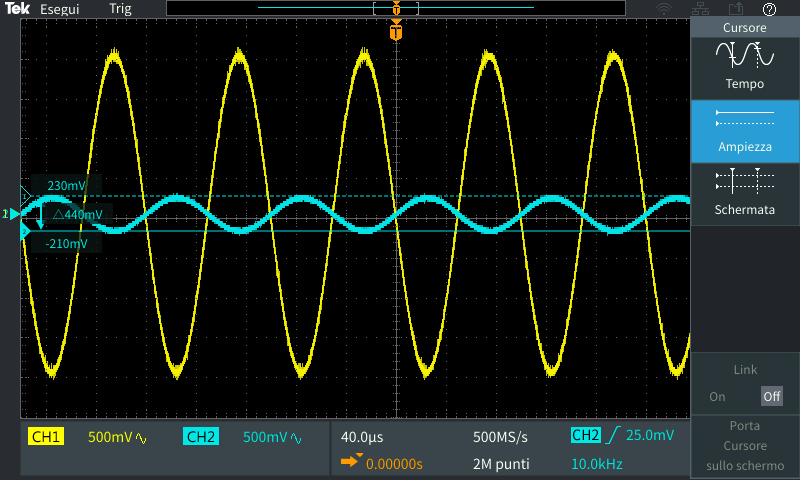 Tek Esegui Trig
T
T
Cursore
Tempo
Ampiezza
Schermata
230mV
△440mV
-210mV
Link
On Off
Porta
Cursore
sullo schermo
CH1 500mV CH2 500mV 40.0µs 500MS/s CH2 25.0mV
0.00000s 2M punti 10.0kHz